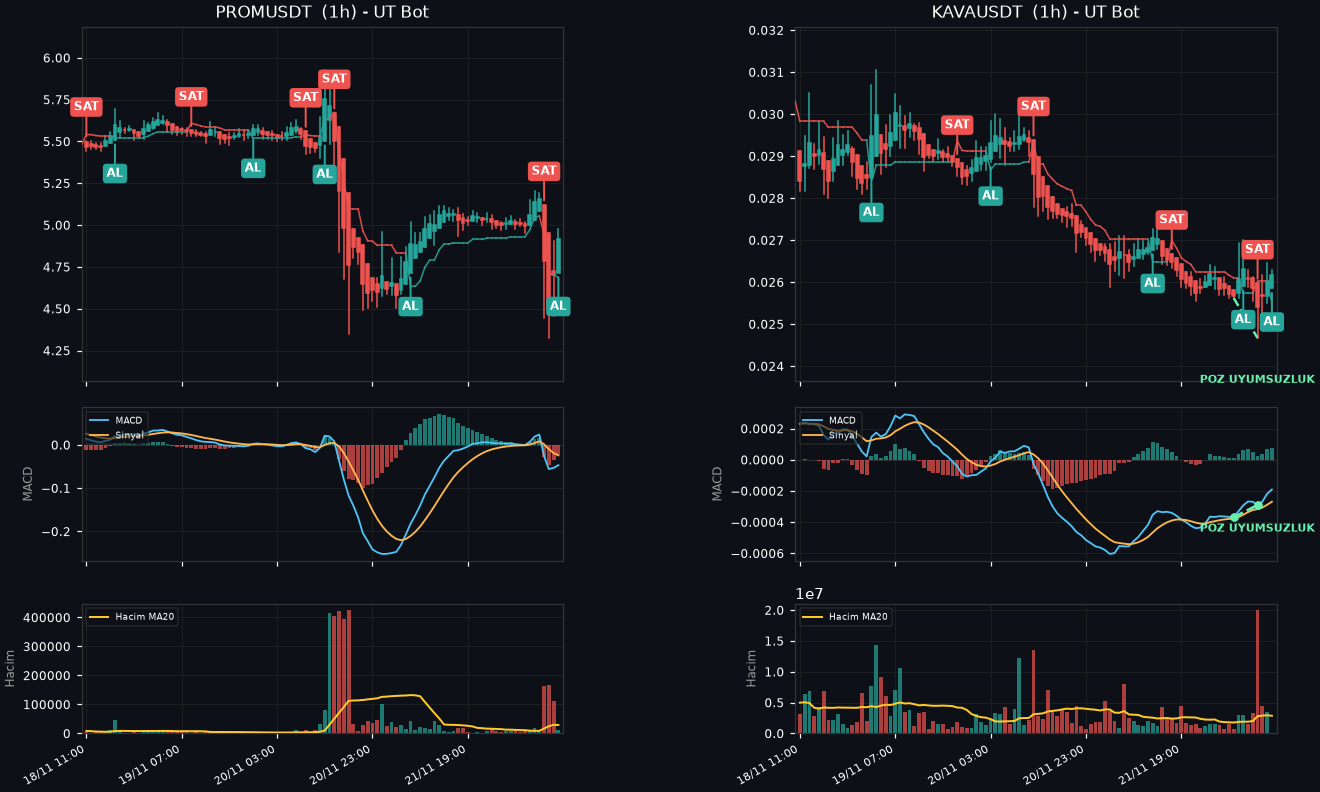 PROMUSDT (1h) - UT Bot
6.00
5.75
5.50
5.25
5.00
4.75
4.50
4.25
SAT
SAT
SAT
SAT
SAT
AL
AL
AL
AL
AL
MACD
0.0
−0.1
−0.2
MACD
Sinyal
Hacim
400000
300000
200000
100000
0
Hacim MA20
18/11 11:00
19/11 07:00
20/11 03:00
20/11 23:00
21/11 19:00
KAVAUSDT (1h) - UT Bot
0.032
0.031
0.030
0.029
0.028
0.027
0.026
0.025
0.024
SAT
SAT
SAT
SAT
AL
AL
AL
AL
AL
POZ UYUMSUZLUK
MACD
0.0002
0.0000
−0.0002
−0.0004
−0.0006
MACD
Sinyal
POZ UYUMSUZLUK
1e7
Hacim
2.0
1.5
1.0
0.5
0.0
Hacim MA20
18/11 11:00
19/11 07:00
20/11 03:00
20/11 23:00
21/11 19:00